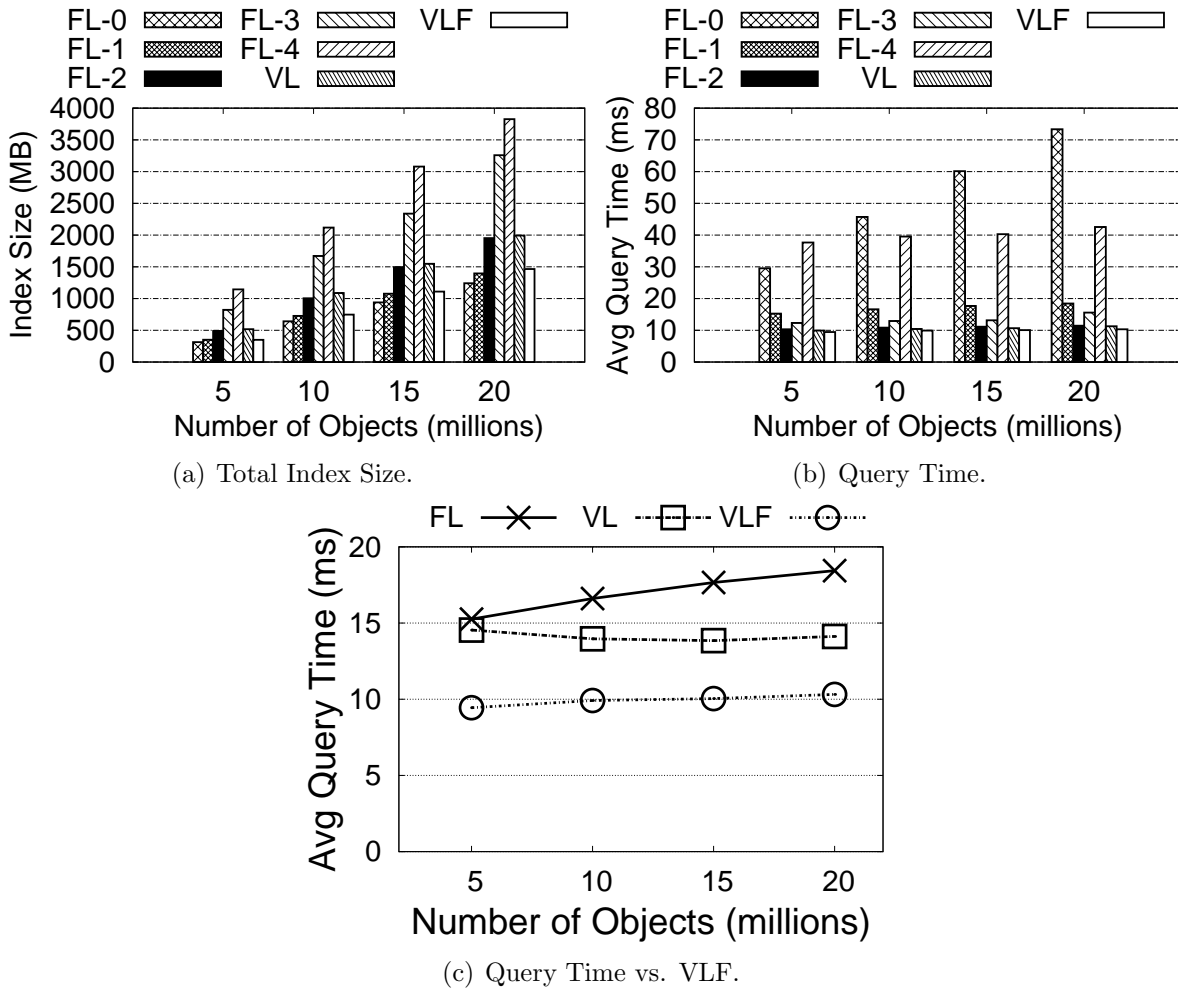 FL-0 FL-3 VLF
FL-1 FL-4
FL-2 VL
Index Size (MB)
4000
3500
3000
2500
2000
1500
1000
500
0
5 10 15 20
Number of Objects (millions)
(a) Total Index Size.
FL-0 FL-3 VLF
FL-1 FL-4
FL-2 VL
Avg Query Time (ms)
80
70
60
50
40
30
20
10
0
5 10 15 20
Number of Objects (millions)
(b) Query Time.
FL VL VLF
Avg Query Time (ms)
20
15
10
5
0
5 10 15 20
Number of Objects (millions)
(c) Query Time vs. VLF.